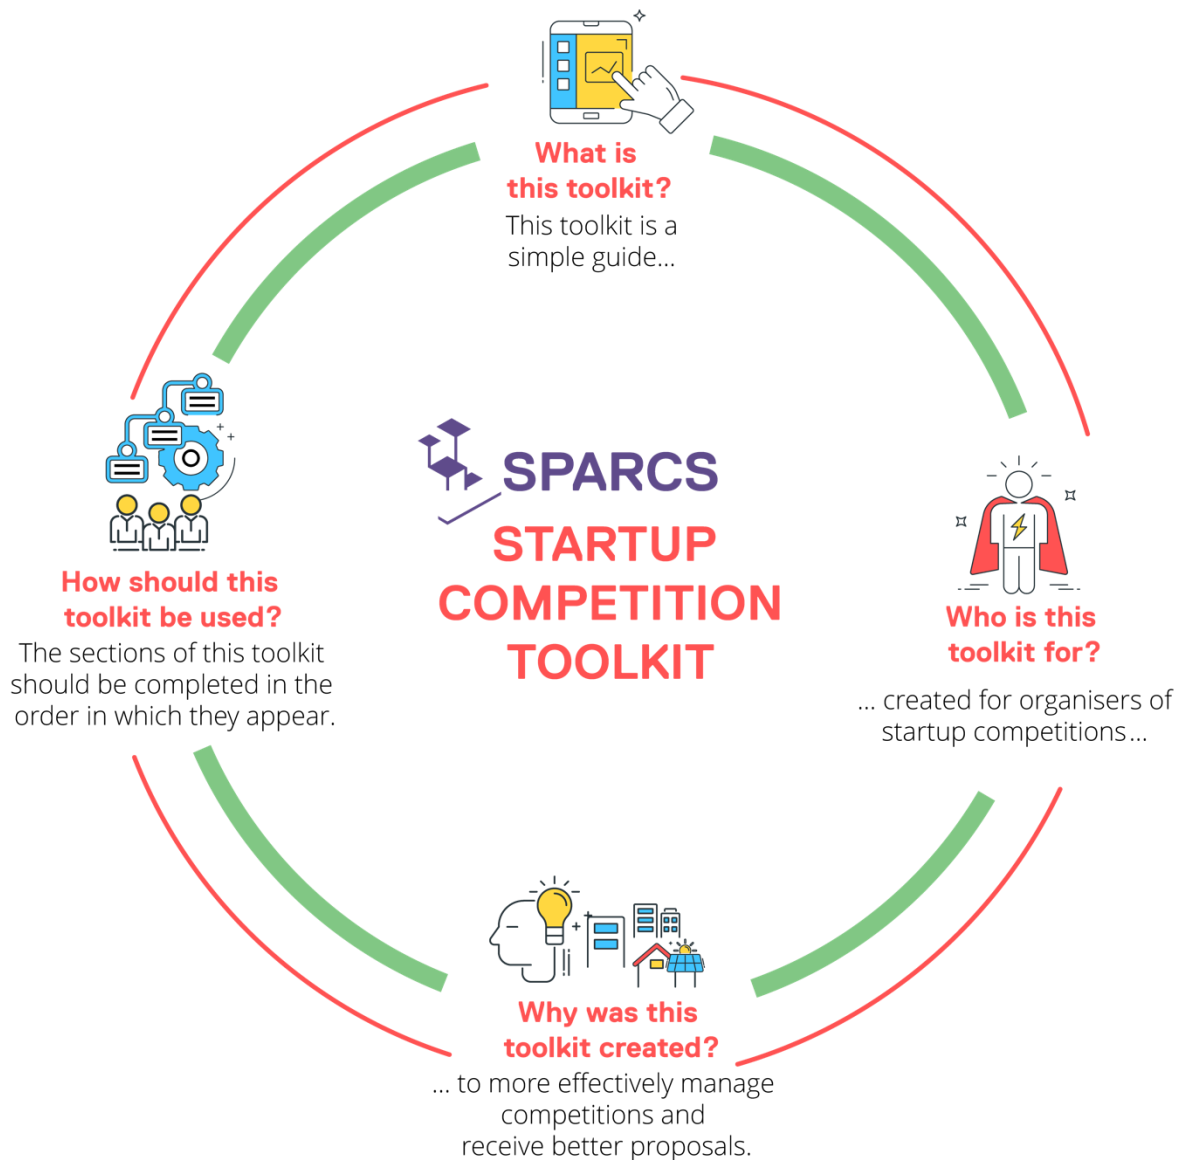 What is
this toolkit?
This toolkit is a
simple guide...
SPARCS
STARTUP
COMPETITION
TOOLKIT
Who is this
toolkit for?
... created for organisers of
startup competitions ...
Why was this
toolkit created?
... to more effectively manage
competitions and
receive better proposals.
How should this
toolkit be used?
The sections of this toolkit
should be completed in the
order in which they appear.